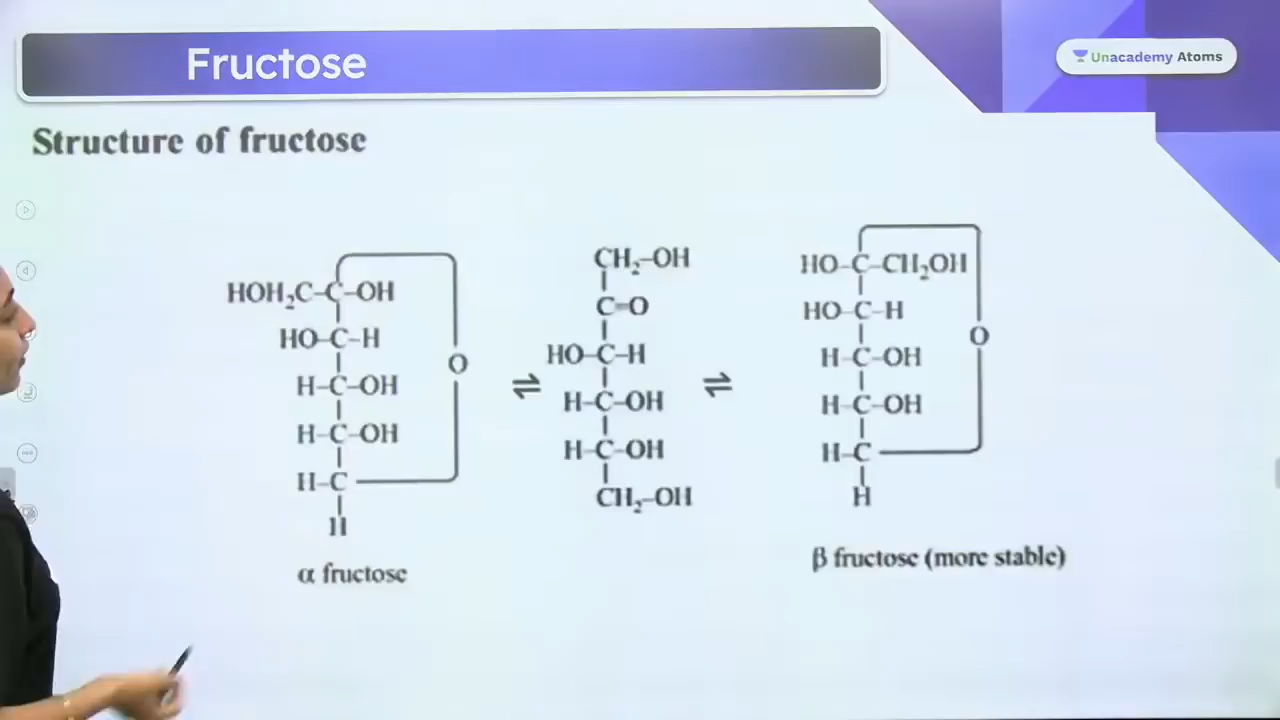 Fructose
Unacademy Atoms
Structure of fructose
HOH₂C-C-OH
HO-C-H
H-C-OH
H-C-OH
H-C
H
O
α fructose
⇌
CH₂-OH
C=O
HO-C-H
H-C-OH
H-C-OH
CH₂-OH
⇌
HO-C-CH₂OH
HO-C-H
H-C-OH
H-C-OH
H-C
H
O
β fructose (more stable)